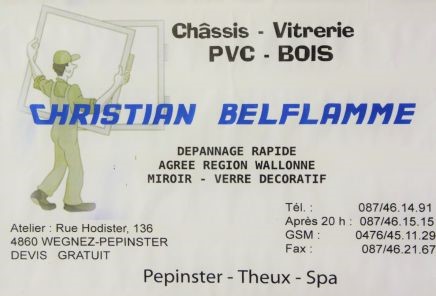 Châssis - Vitrerie
PVC - BOIS
CHRISTIAN BELFLAMME
DEPANNAGE RAPIDE
AGREE REGION WALLONNE
MIROIR - VERRE DECORATIF
Tél. : 087/46.14.91
Après 20 h : 087/46.15.15
GSM : 0476/45.11.29
Fax : 087/46.21.67
Atelier : Rue Hodister, 136
4860 WEGNEZ-PEPINSTER
DEVIS GRATUIT
Pepinster - Theux - Spa